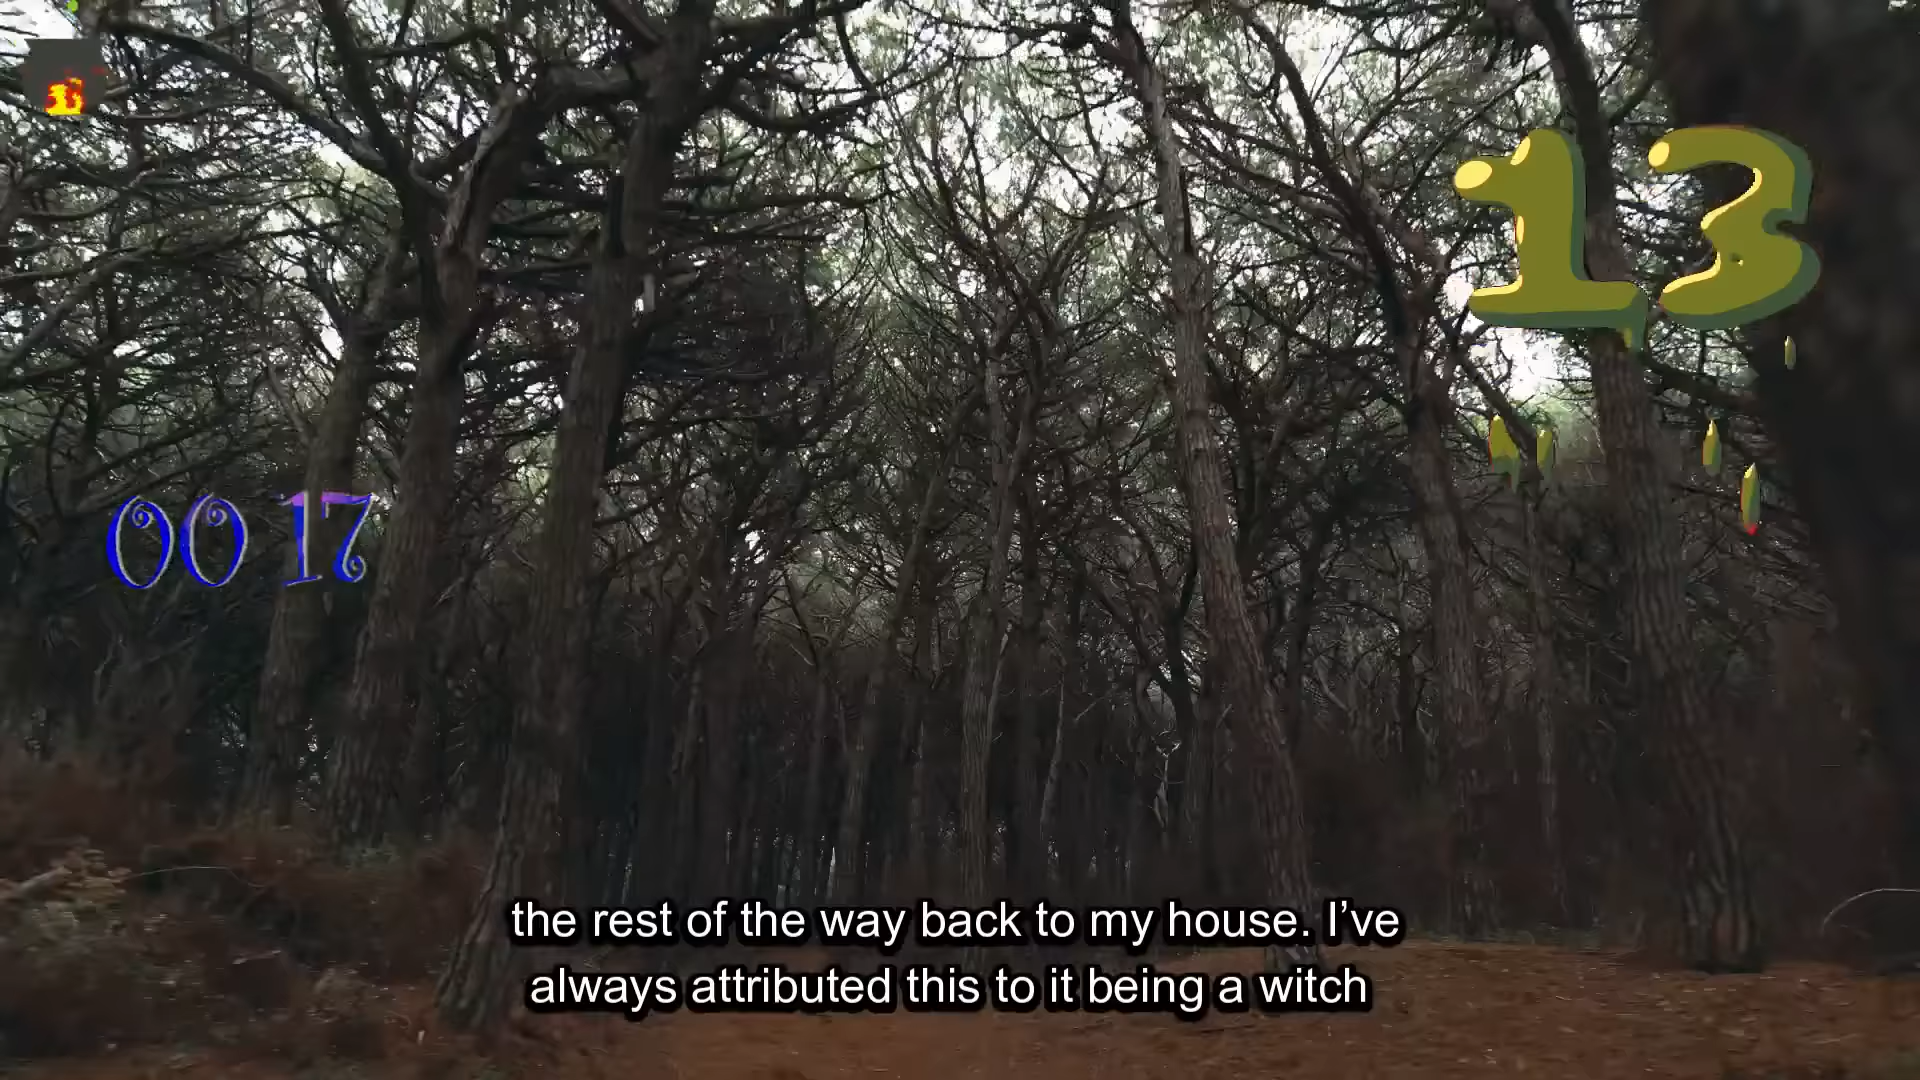 13
00 17
the rest of the way back to my house. I’ve
always attributed this to it being a witch